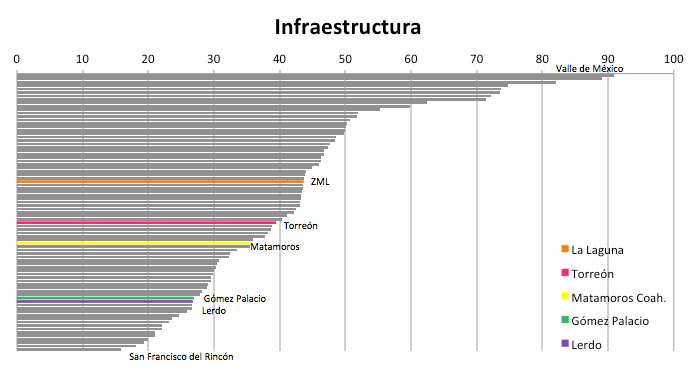 Infraestructura
0 10 20 30 40 50 60 70 80 90 100
Valle de México
ZML
Torreón
Matamoros
Gómez Palacio
Lerdo
San Francisco del Rincón
La Laguna
Torreón
Matamoros Coah.
Gómez Palacio
Lerdo